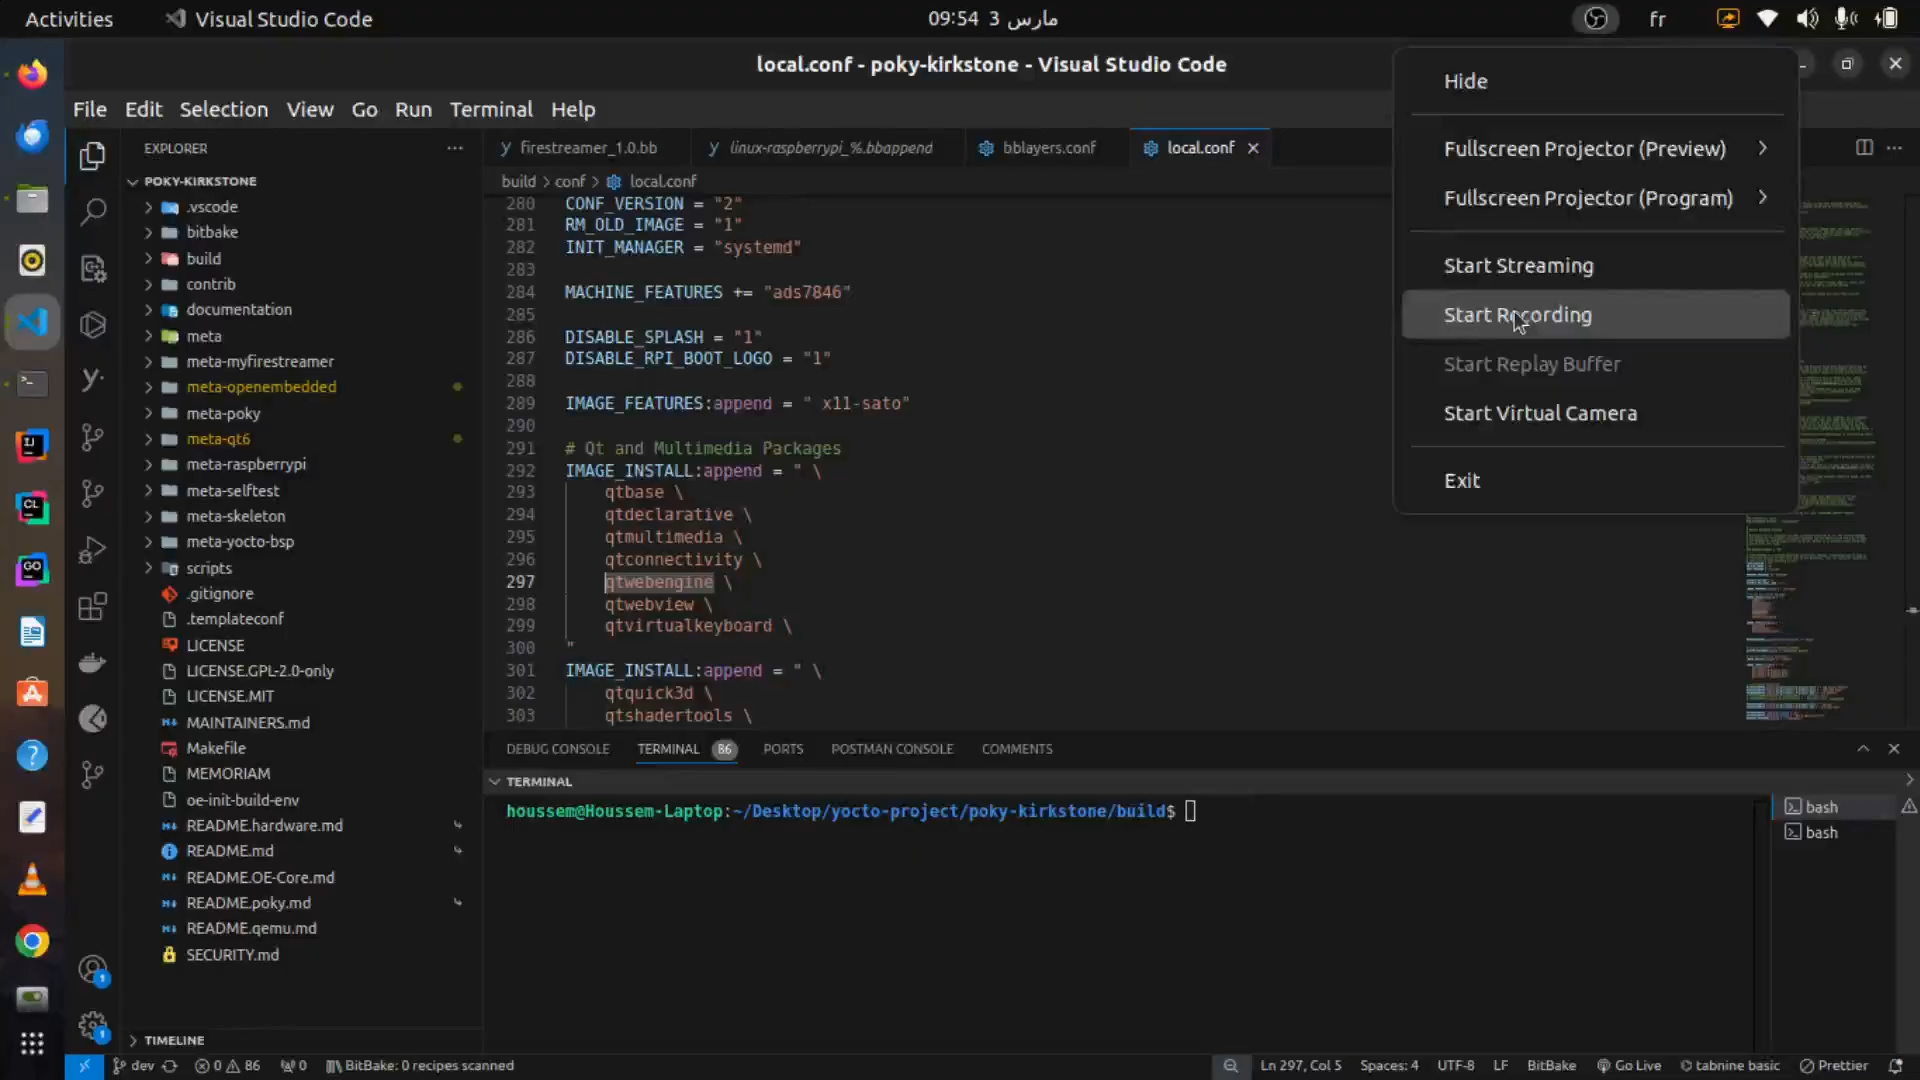 Activities
Visual Studio Code
09:54 3 مارس
fr
local.conf - poky-kirkstone - Visual Studio Code
File Edit Selection View Go Run Terminal Help
EXPLORER
POKY-KIRKSTONE
.vscode
bitbake
build
contrib
documentation
meta
meta-myfirestreamer
meta-openembedded
meta-poky
meta-qt6
meta-raspberrypi
meta-selftest
meta-skeleton
meta-yocto-bsp
scripts
.gitignore
.templateconf
LICENSE
LICENSE.GPL-2.0-only
LICENSE.MIT
MAINTAINERS.md
Makefile
MEMORIAM
oe-init-build-env
README.hardware.md
README.md
README.OE-Core.md
README.poky.md
README.qemu.md
SECURITY.md
TIMELINE
firestreamer_1.0.bb
linux-raspberrypi_%.bbappend
bblayers.conf
local.conf
build > conf > local.conf
280 CONF_VERSION = "2"
281 RM_OLD_IMAGE = "1"
282 INIT_MANAGER = "systemd"
283
284 MACHINE_FEATURES += "ads7846"
285
286 DISABLE_SPLASH = "1"
287 DISABLE_RPI_BOOT_LOGO = "1"
288
289 IMAGE_FEATURES:append = " x11-sato"
290
291 # Qt and Multimedia Packages
292 IMAGE_INSTALL:append = " \
293 qtbase \
294 qtdeclarative \
295 qtmultimedia \
296 qtconnectivity \
297 qtwebengine \
298 qtwebview \
299 qtvirtualkeyboard \
300 "
301 IMAGE_INSTALL:append = " \
302 qtquick3d \
303 qtshadertools \
Hide
Fullscreen Projector (Preview)
Fullscreen Projector (Program)
Start Streaming
Start Recording
Start Replay Buffer
Start Virtual Camera
Exit
DEBUG CONSOLE TERMINAL 86 PORTS POSTMAN CONSOLE COMMENTS
TERMINAL
houssem@Houssem-Laptop:~/Desktop/yocto-project/poky-kirkstone/build$
bash
bash
dev 0 86 0 BitBake: 0 recipes scanned
Ln 297, Col 5 Spaces: 4 UTF-8 LF BitBake Go Live tabnine basic Prettier